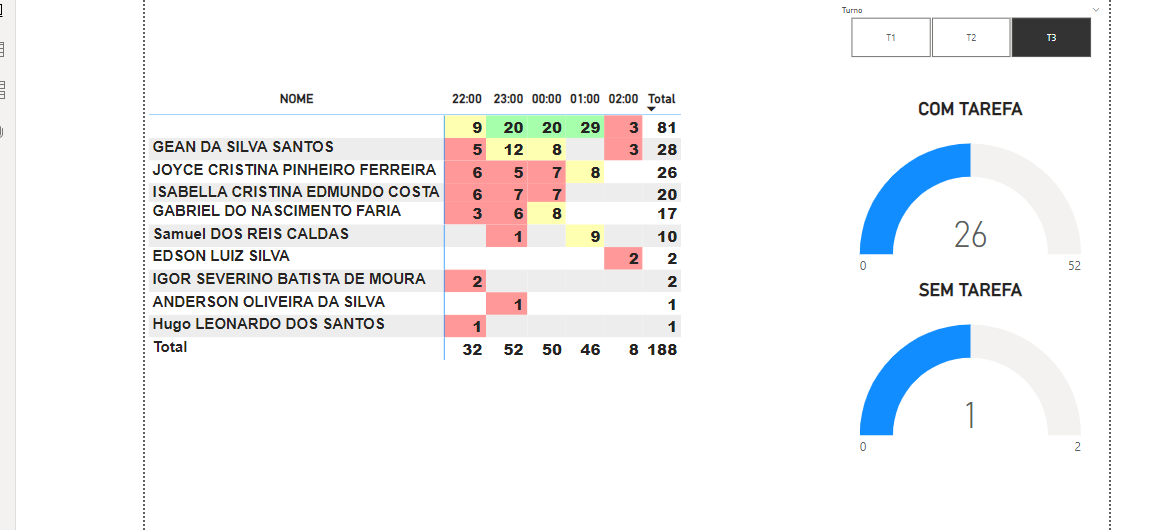 Turno
T1 T2 T3
NOME 22:00 23:00 00:00 01:00 02:00 Total
9 20 20 29 3 81
GEAN DA SILVA SANTOS 5 12 8 3 28
JOYCE CRISTINA PINHEIRO FERREIRA 6 5 7 8 26
ISABELLA CRISTINA EDMUNDO COSTA 6 7 7 20
GABRIEL DO NASCIMENTO FARIA 3 6 8 17
Samuel DOS REIS CALDAS 1 9 10
EDSON LUIZ SILVA 2 2
IGOR SEVERINO BATISTA DE MOURA 2 2
ANDERSON OLIVEIRA DA SILVA 1 1
Hugo LEONARDO DOS SANTOS 1 1
Total 32 52 50 46 8 188
COM TAREFA
26
0 52
SEM TAREFA
1
0 2